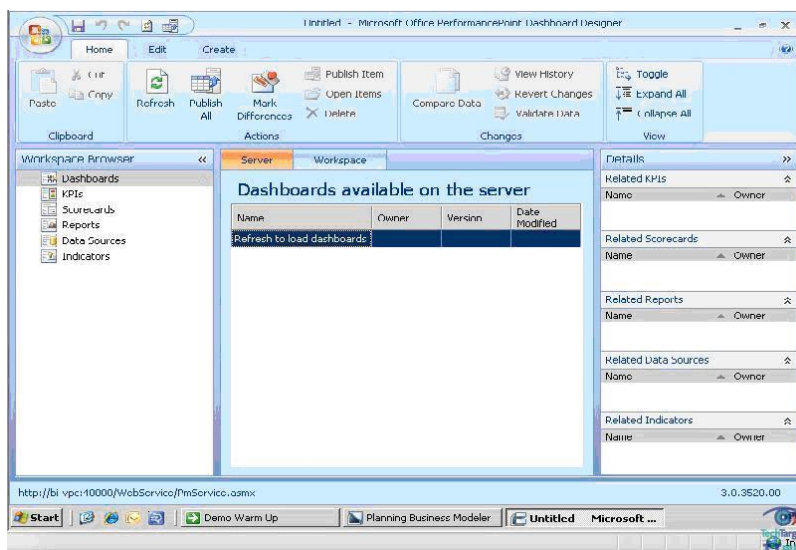 Untitled - Microsoft Office PerformancePoint Dashboard Designer
Home Edit Create
Paste
Cut
Copy
Clipboard
Refresh
Publish All
Mark Differences
Publish Item
Open Items
Delete
Actions
Compare Data
View History
Revert Changes
Validate Data
Changes
Toggle
Expand All
Collapse All
View
Workspace Browser «
Dashboards
KPIs
Scorecards
Reports
Data Sources
Indicators
Server Workspace
Dashboards available on the server
Name Owner Version Date Modified
Refresh to load dashboards
Details »
Related KPIs
Name Owner
Related Scorecards
Name Owner
Related Reports
Name Owner
Related Data Sources
Name Owner
Related Indicators
Name Owner
http://bi vpc:10000/WebService/PmService.asmx 3.0.3520.00
Start Demo Warm Up Planning Business Modeler Untitled Microsoft ...